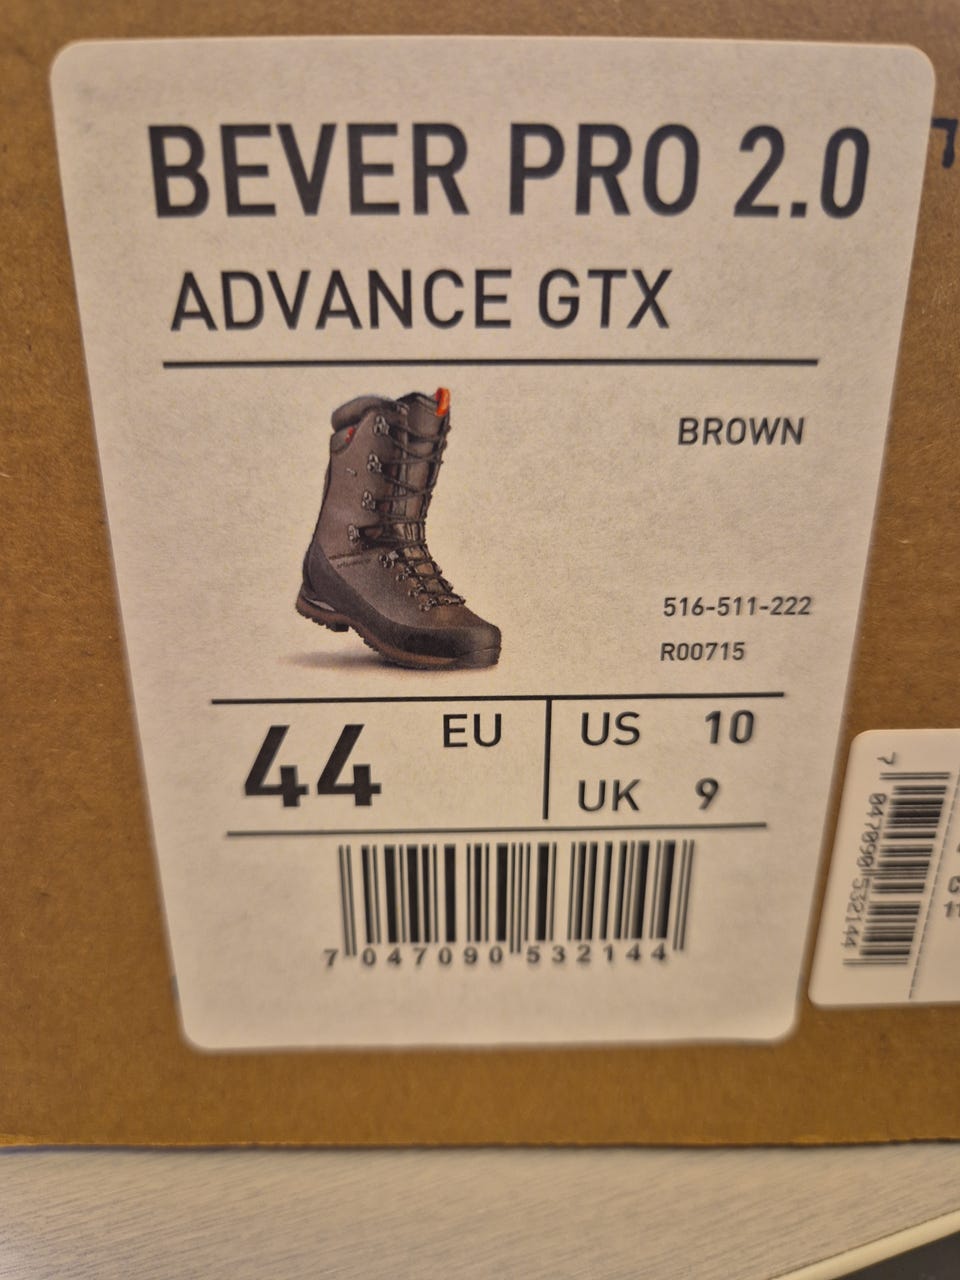 BEVER PRO 2.0
ADVANCE GTX
BROWN
516-511-222
R00715
44 EU
US 10
UK 9
7 047090 532144
7 047090 532144